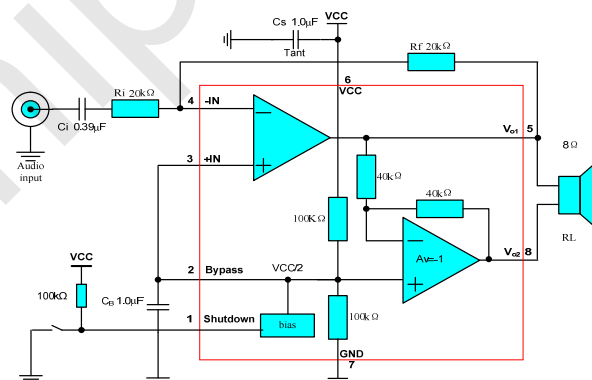 Cs 1.0μF
VCC
Tant
Rf 20kΩ
6
VCC
Ri 20kΩ
4
-IN
Ci 0.39μF
Audio
input
3
+IN
Vo1
5
40kΩ
8Ω
40kΩ
100KΩ
RL
VCC
2
Bypass
VCC/2
Av=-1
Vo2
8
100kΩ
CB 1.0μF
1
Shutdown
bias
100kΩ
GND
7